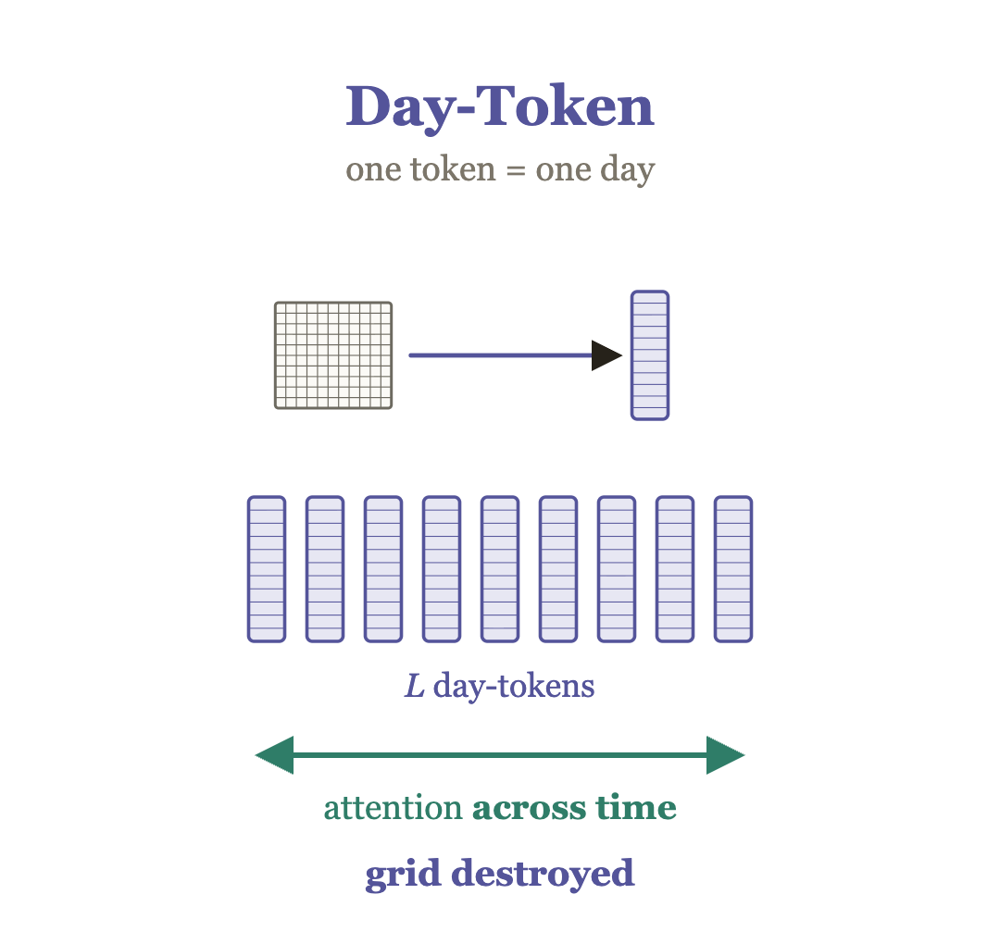 Day-Token
one token = one day
L day-tokens
attention across time
grid destroyed